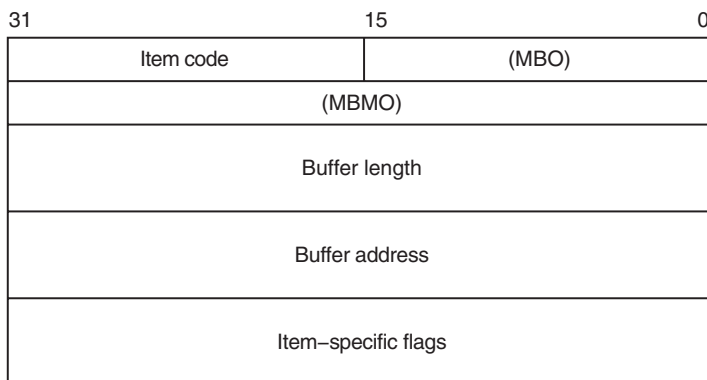 31 15 0
Item code (MBO)
(MBMO)
Buffer length
Buffer address
Item−specific flags